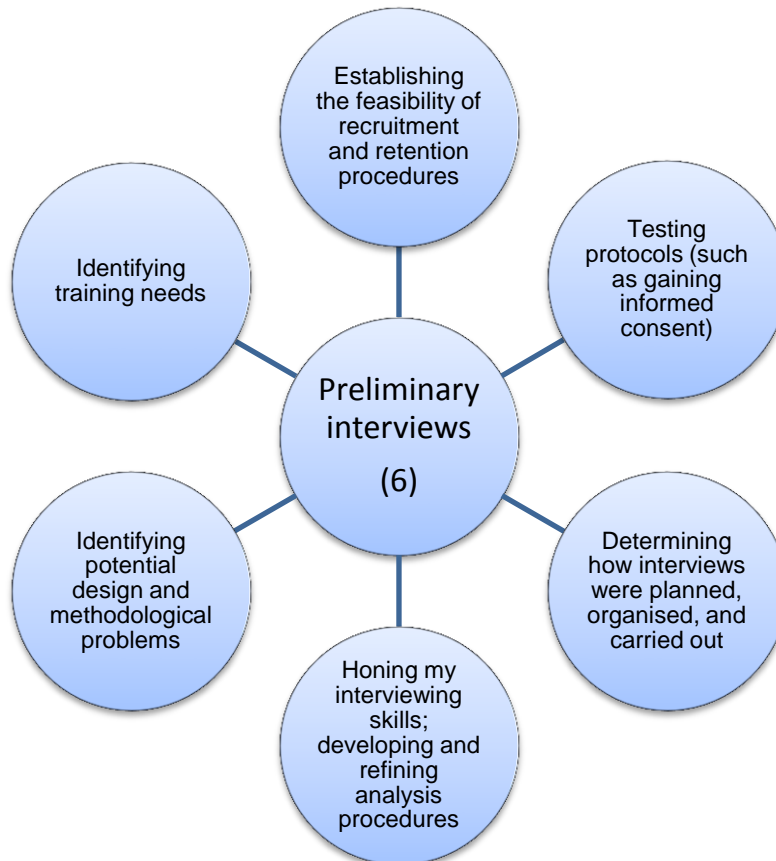 Establishing
the feasibility of
recruitment
and retention
procedures
Testing
protocols (such
as gaining
informed
consent)
Identifying
training needs
Preliminary
interviews
(6)
Identifying
potential
design and
methodological
problems
Determining
how interviews
were planned,
organised, and
carried out
Honing my
interviewing
skills;
developing and
refining
analysis
procedures